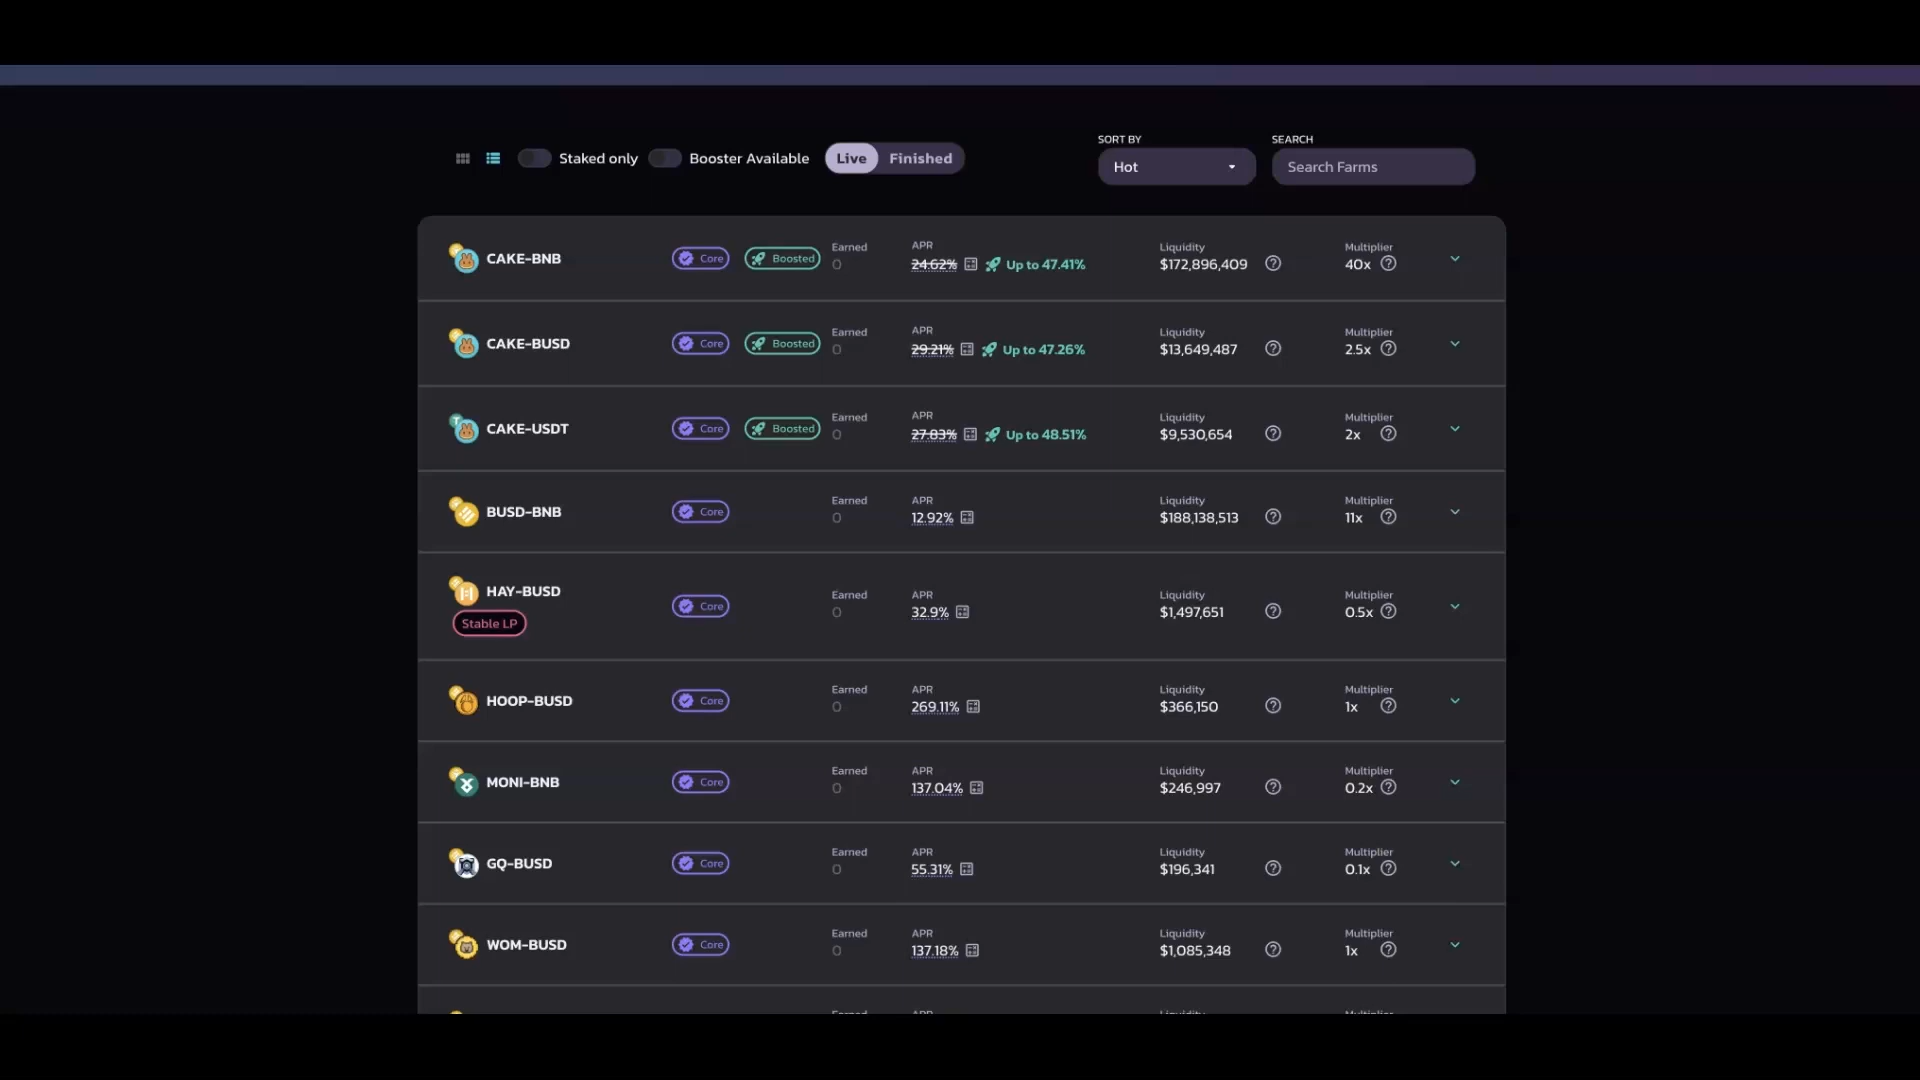 Staked only Booster Available Live Finished
SORT BY
Hot
SEARCH
Search Farms
CAKE-BNB Core Boosted Earned 0 APR 24.62% Up to 47.41% Liquidity $172,896,409 Multiplier 40x
CAKE-BUSD Core Boosted Earned 0 APR 29.21% Up to 47.26% Liquidity $13,649,487 Multiplier 2.5x
CAKE-USDT Core Boosted Earned 0 APR 27.83% Up to 48.51% Liquidity $9,530,654 Multiplier 2x
BUSD-BNB Core Earned 0 APR 12.92% Liquidity $188,138,513 Multiplier 11x
HAY-BUSD Stable LP Core Earned 0 APR 32.9% Liquidity $1,497,651 Multiplier 0.5x
HOOP-BUSD Core Earned 0 APR 269.11% Liquidity $366,150 Multiplier 1x
MONI-BNB Core Earned 0 APR 137.04% Liquidity $246,997 Multiplier 0.2x
GQ-BUSD Core Earned 0 APR 55.31% Liquidity $196,341 Multiplier 0.1x
WOM-BUSD Core Earned 0 APR 137.18% Liquidity $1,085,348 Multiplier 1x